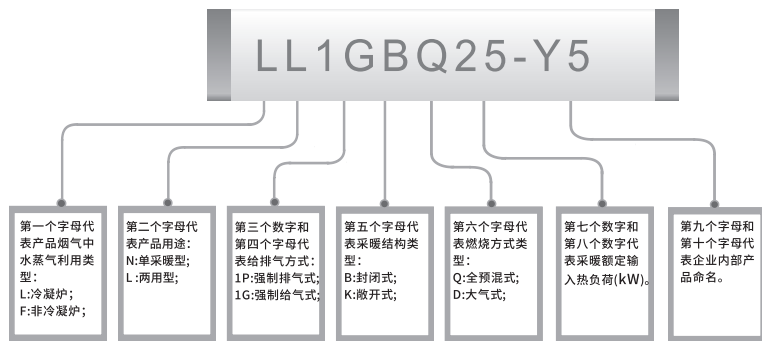 LL1GBQ25-Y5
第一个字母代
表产品烟气中
水蒸气利用类
型：
L:冷凝炉；
F:非冷凝炉；
第二个字母代
表产品用途：
N:单采暖型；
L:两用型；
第三个数字和
第四个字母代
表给排气方式：
1P:强制排气式；
1G:强制给气式；
第五个字母代
表采暖结构类
型：
B:封闭式；
K:敞开式；
第六个字母代
表燃烧方式类
型：
Q:全预混式；
D:大气式；
第七个数字和
第八个数字代
表采暖额定输
入热负荷(kW)。
第九个字母和
第十个字母代
表企业内部产
品命名。